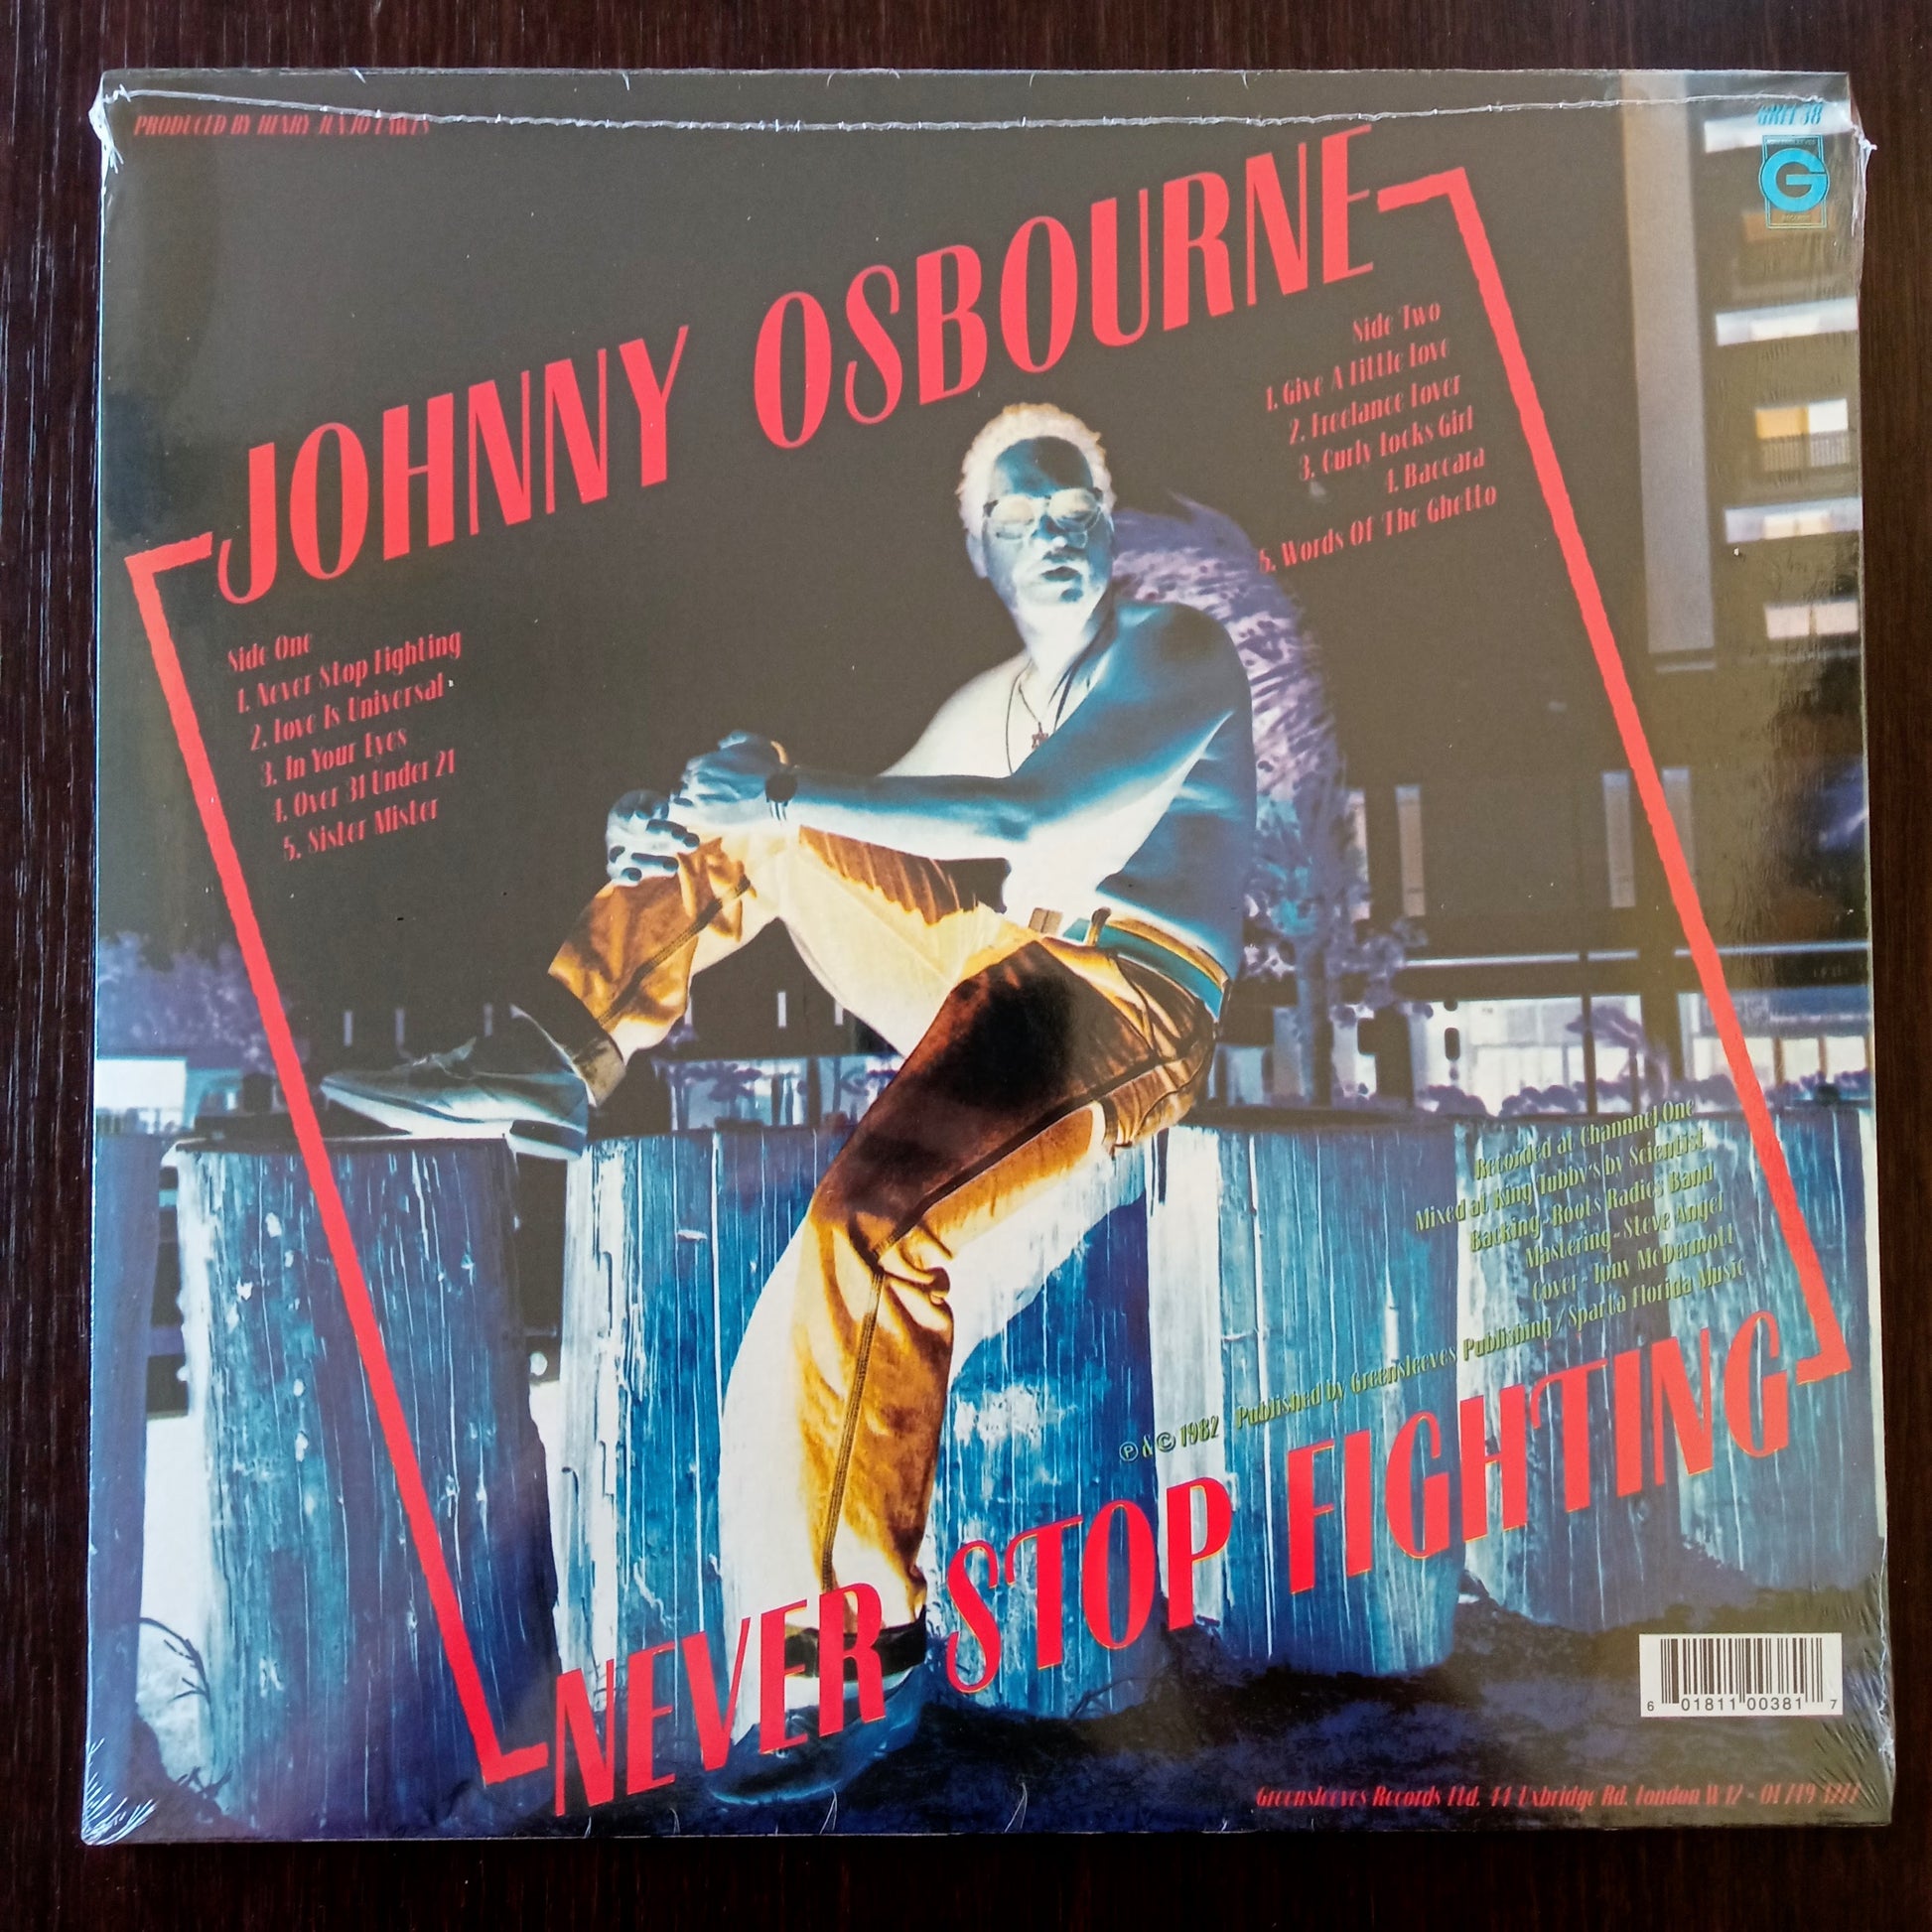 PRODUCED BY HENRY JUNJO LAWES
GREL 38
G
JOHNNY OSBOURNE
Side One
1. Never Stop Fighting
2. Love Is Universal
3. In Your Eyes
4. Over 31 Under 21
5. Sister Mister
Side Two
1. Give A Little Love
2. Freelance Lover
3. Curly Locks Girl
4. Baccara
5. Words Of The Ghetto
Recorded at Channel One
Mixed at King Tubby's by Scientist
Backing - Roots Radics Band
Mastering - Steve Angel
Cover - Tony McDermott
℗ & © 1982 Published by Greensleeves Publishing / Sparta Florida Music
NEVER STOP FIGHTING
6 01811 00381 7
Greensleeves Records Ltd. 44 Uxbridge Rd. London W12 - 01 749